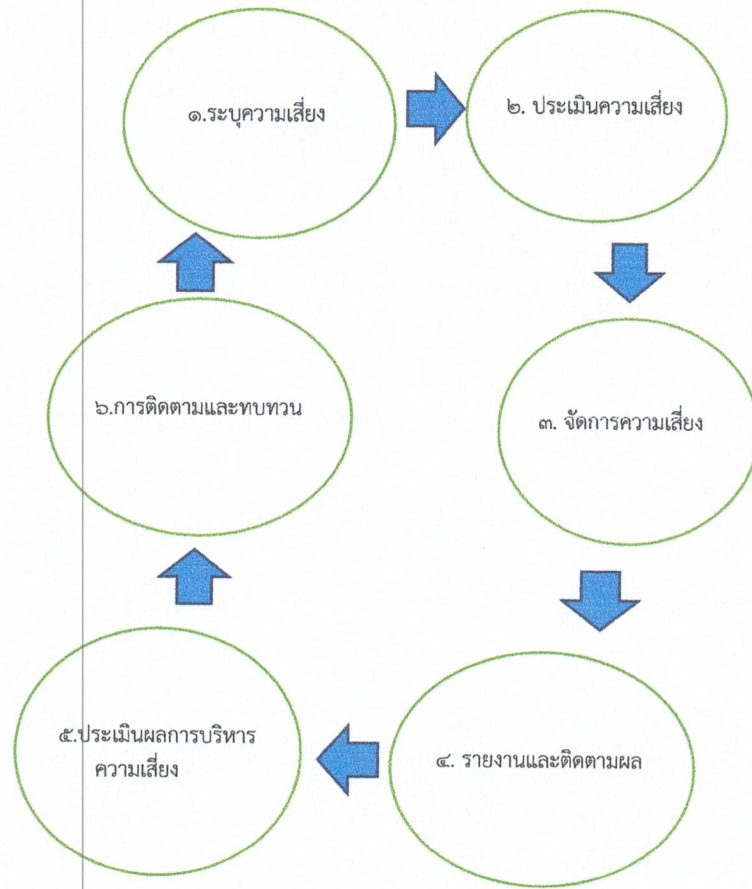 ๑.ระบุความเสี่ยง
๒. ประเมินความเสี่ยง
๓. จัดการความเสี่ยง
๔. รายงานและติดตามผล
๕.ประเมินผลการบริหาร
ความเสี่ยง
๖.การติดตามและทบทวน